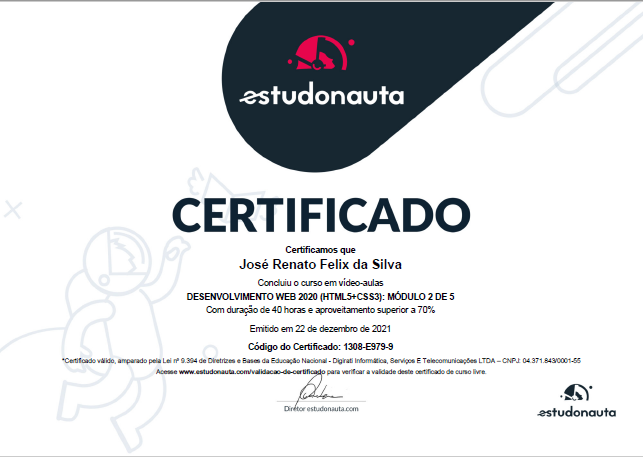 estudonauta
CERTIFICADO
Certificamos que
José Renato Felix da Silva
Concluiu o curso em vídeo-aulas
DESENVOLVIMENTO WEB 2020 (HTML5+CSS3): MÓDULO 2 DE 5
Com duração de 40 horas e aproveitamento superior a 70%
Emitido em 22 de dezembro de 2021
Código do Certificado: 1308-E979-9
*Certificado válido, amparado pela Lei nº 9.394 de Diretrizes e Bases da Educação Nacional - Digirati Informática, Serviços E Telecomunicações LTDA – CNPJ: 04.371.843/0001-55
Acesse www.estudonauta.com/validacao-de-certificado para verificar a validade deste certificado de curso livre.
Diretor estudonauta.com
estudonauta